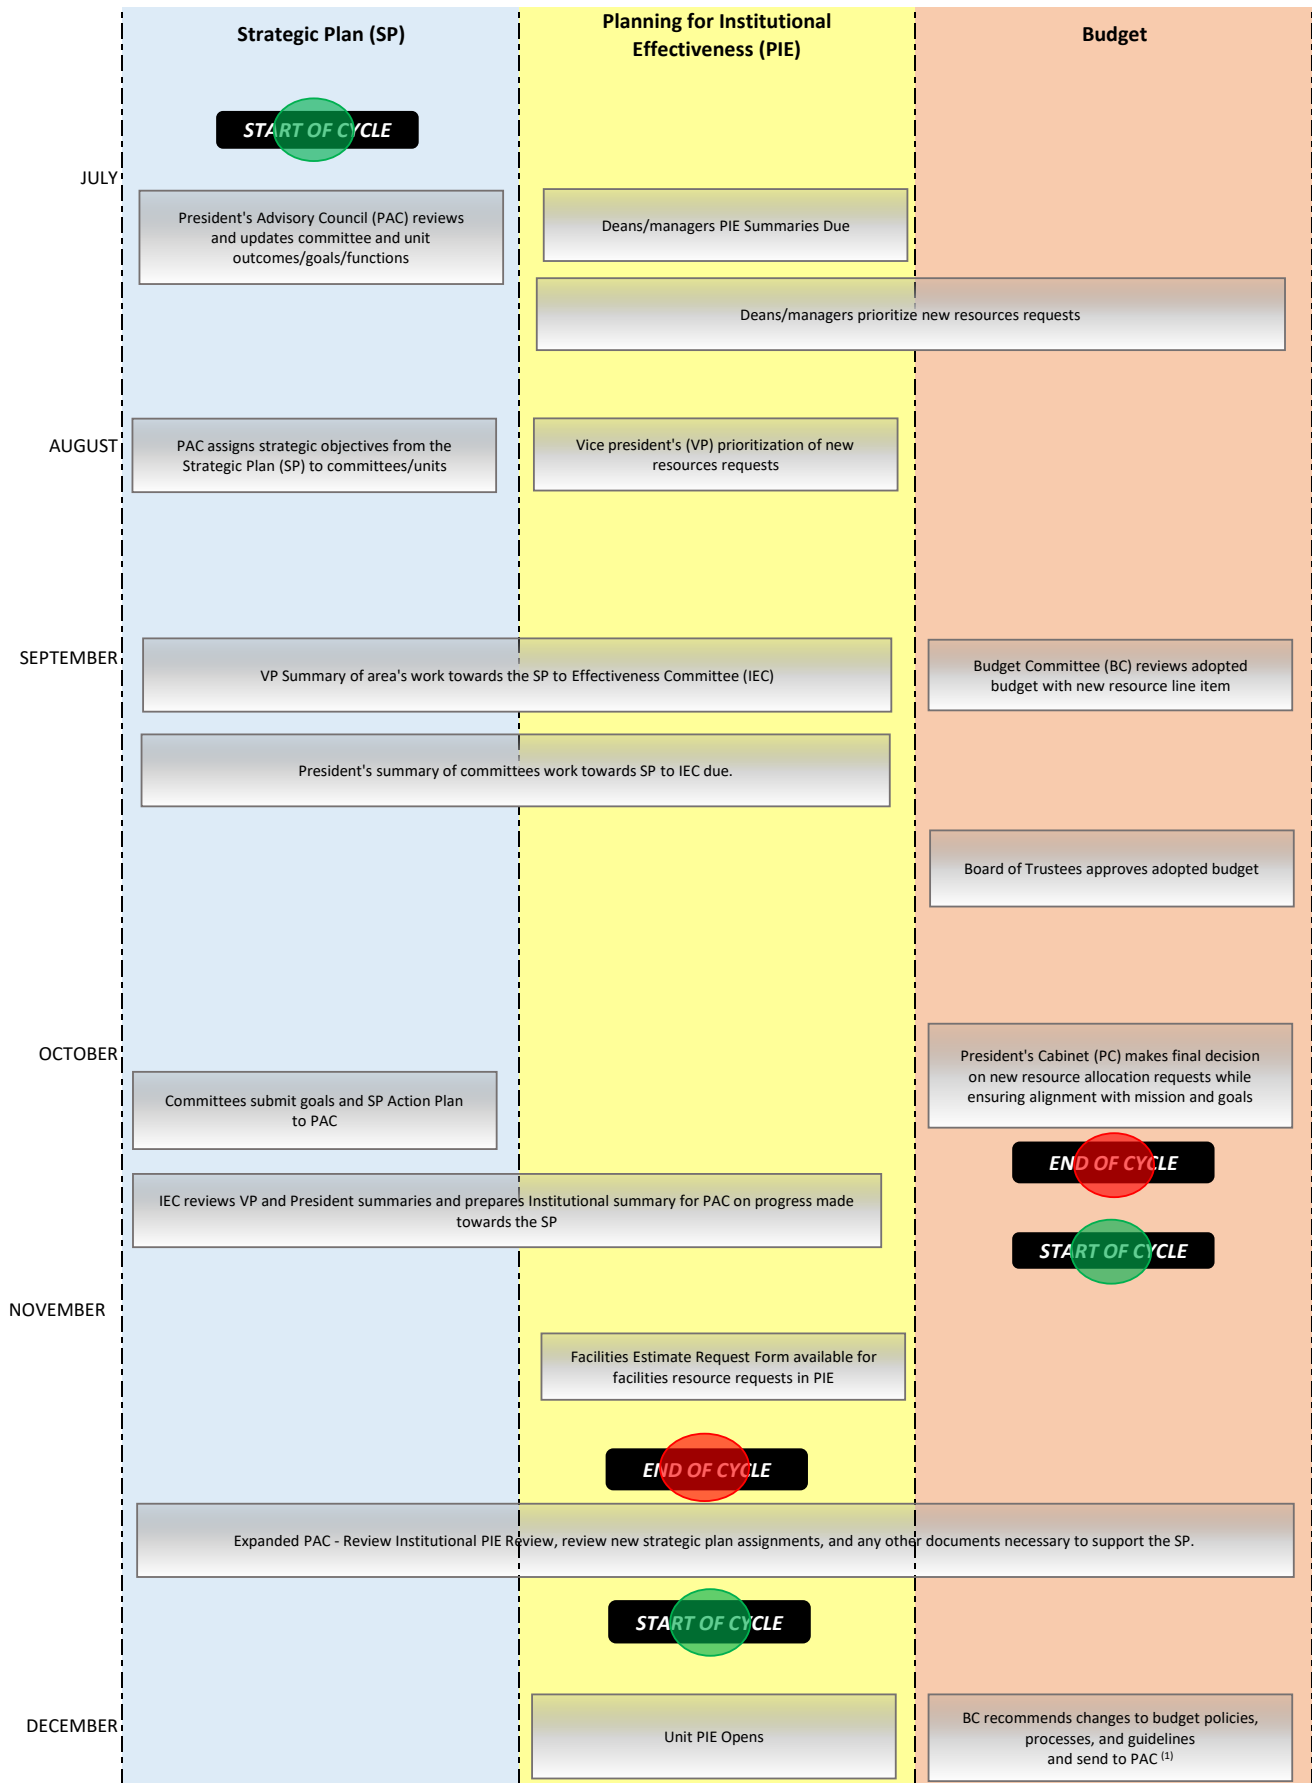 Strategic Plan (SP)
Planning for Institutional
Effectiveness (PIE)
Budget
START OF CYCLE
JULY
President's Advisory Council (PAC) reviews
and updates committee and unit
outcomes/goals/functions
Deans/managers PIE Summaries Due
Deans/managers prioritize new resources requests
AUGUST
PAC assigns strategic objectives from the
Strategic Plan (SP) to committees/units
Vice president's (VP) prioritization of new
resources requests
SEPTEMBER
VP Summary of area's work towards the SP to Effectiveness Committee (IEC)
Budget Committee (BC) reviews adopted
budget with new resource line item
President's summary of committees work towards SP to IEC due.
Board of Trustees approves adopted budget
OCTOBER
President's Cabinet (PC) makes final decision
on new resource allocation requests while
ensuring alignment with mission and goals
Committees submit goals and SP Action Plan
to PAC
END OF CYCLE
IEC reviews VP and President summaries and prepares Institutional summary for PAC on progress made
towards the SP
START OF CYCLE
NOVEMBER
Facilities Estimate Request Form available for
facilities resource requests in PIE
END OF CYCLE
Expanded PAC - Review Institutional PIE Review, review new strategic plan assignments, and any other documents necessary to support the SP.
START OF CYCLE
DECEMBER
Unit PIE Opens
BC recommends changes to budget policies,
processes, and guidelines
and send to PAC (1)